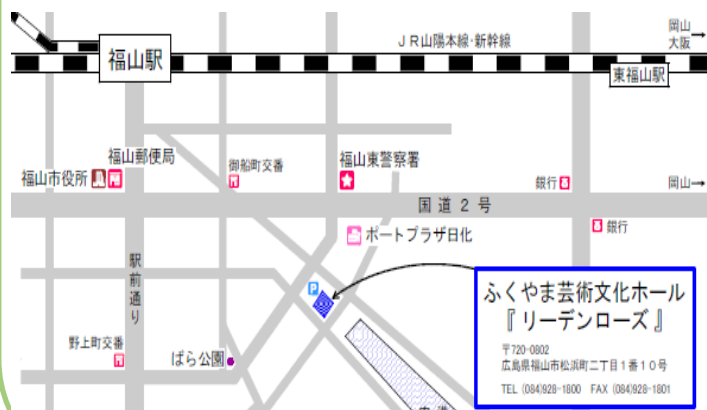 岡山
大阪
JR山陽本線・新幹線
福山駅
東福山駅
福山郵便局
福山市役所
御船町交番
福山東警察署
銀行
岡山
国道2号
ポートプラザ日化
銀行
駅前通り
P
ふくやま芸術文化ホール
『リーデンローズ』
〒720-0802
広島県福山市松浜町二丁目1番10号
TEL (084)928-1800 FAX (084)928-1801
野上町交番
ばら公園